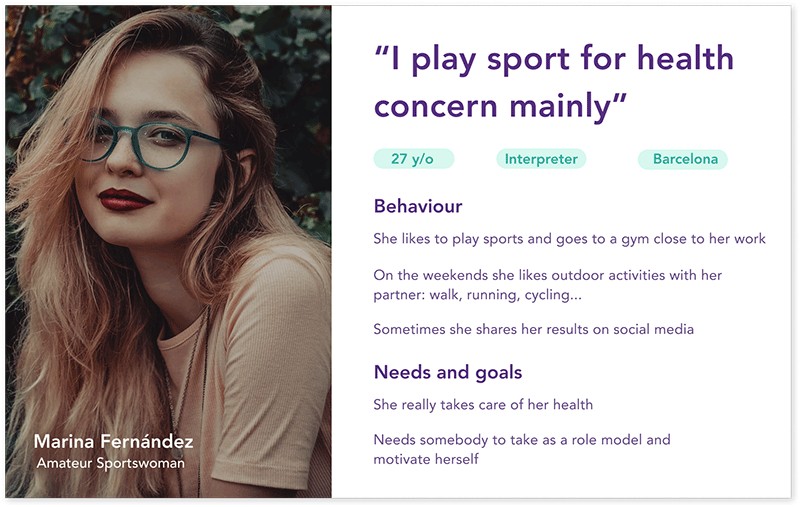 “I play sport for health
concern mainly”
27 y/o
Interpreter
Barcelona
Behaviour
She likes to play sports and goes to a gym close to her work
On the weekends she likes outdoor activities with her
partner: walk, running, cycling...
Sometimes she shares her results on social media
Needs and goals
She really takes care of her health
Needs somebody to take as a role model and
motivate herself
Marina Fernández
Amateur Sportswoman